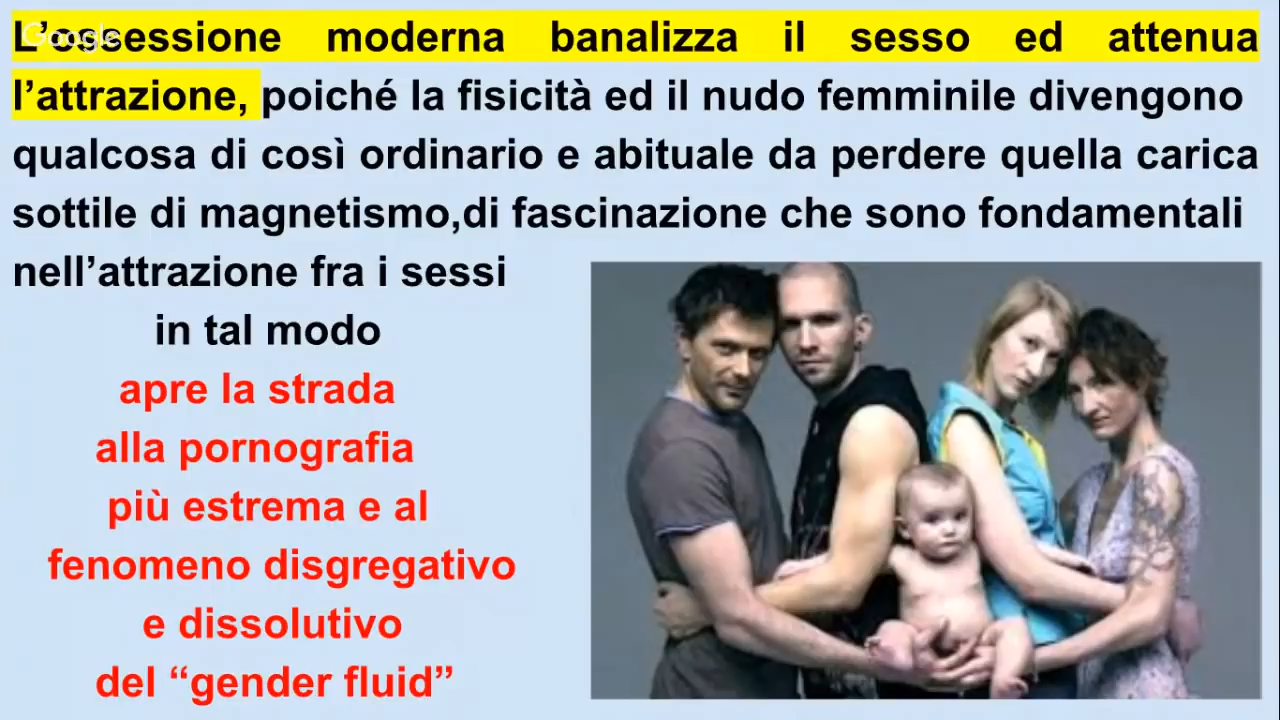 Google
L’ossessione moderna banalizza il sesso ed attenua
l’attrazione, poiché la fisicità ed il nudo femminile divengono
qualcosa di così ordinario e abituale da perdere quella carica
sottile di magnetismo,di fascinazione che sono fondamentali
nell’attrazione fra i sessi
in tal modo
apre la strada
alla pornografia
più estrema e al
fenomeno disgregativo
e dissolutivo
del “gender fluid”